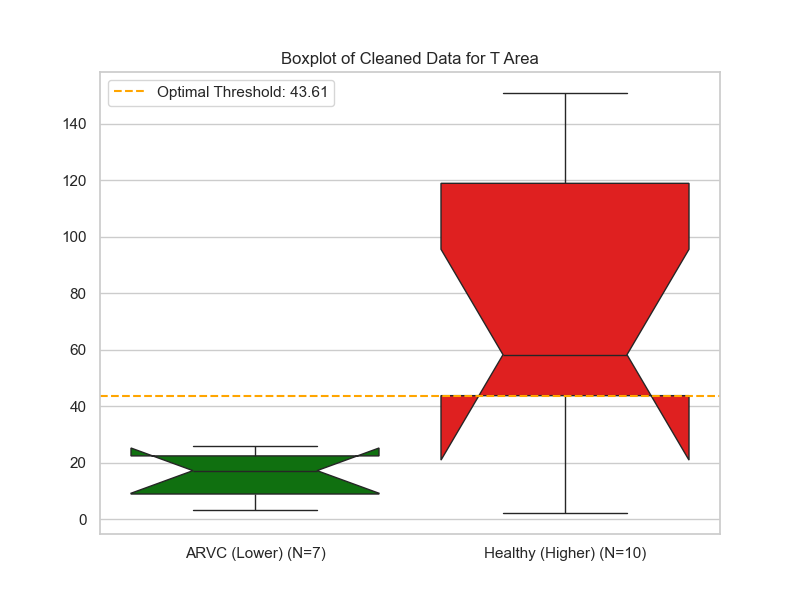 Boxplot of Cleaned Data for T Area
Optimal Threshold: 43.61
140
120
100
80
60
40
20
0
ARVC (Lower) (N=7)
Healthy (Higher) (N=10)